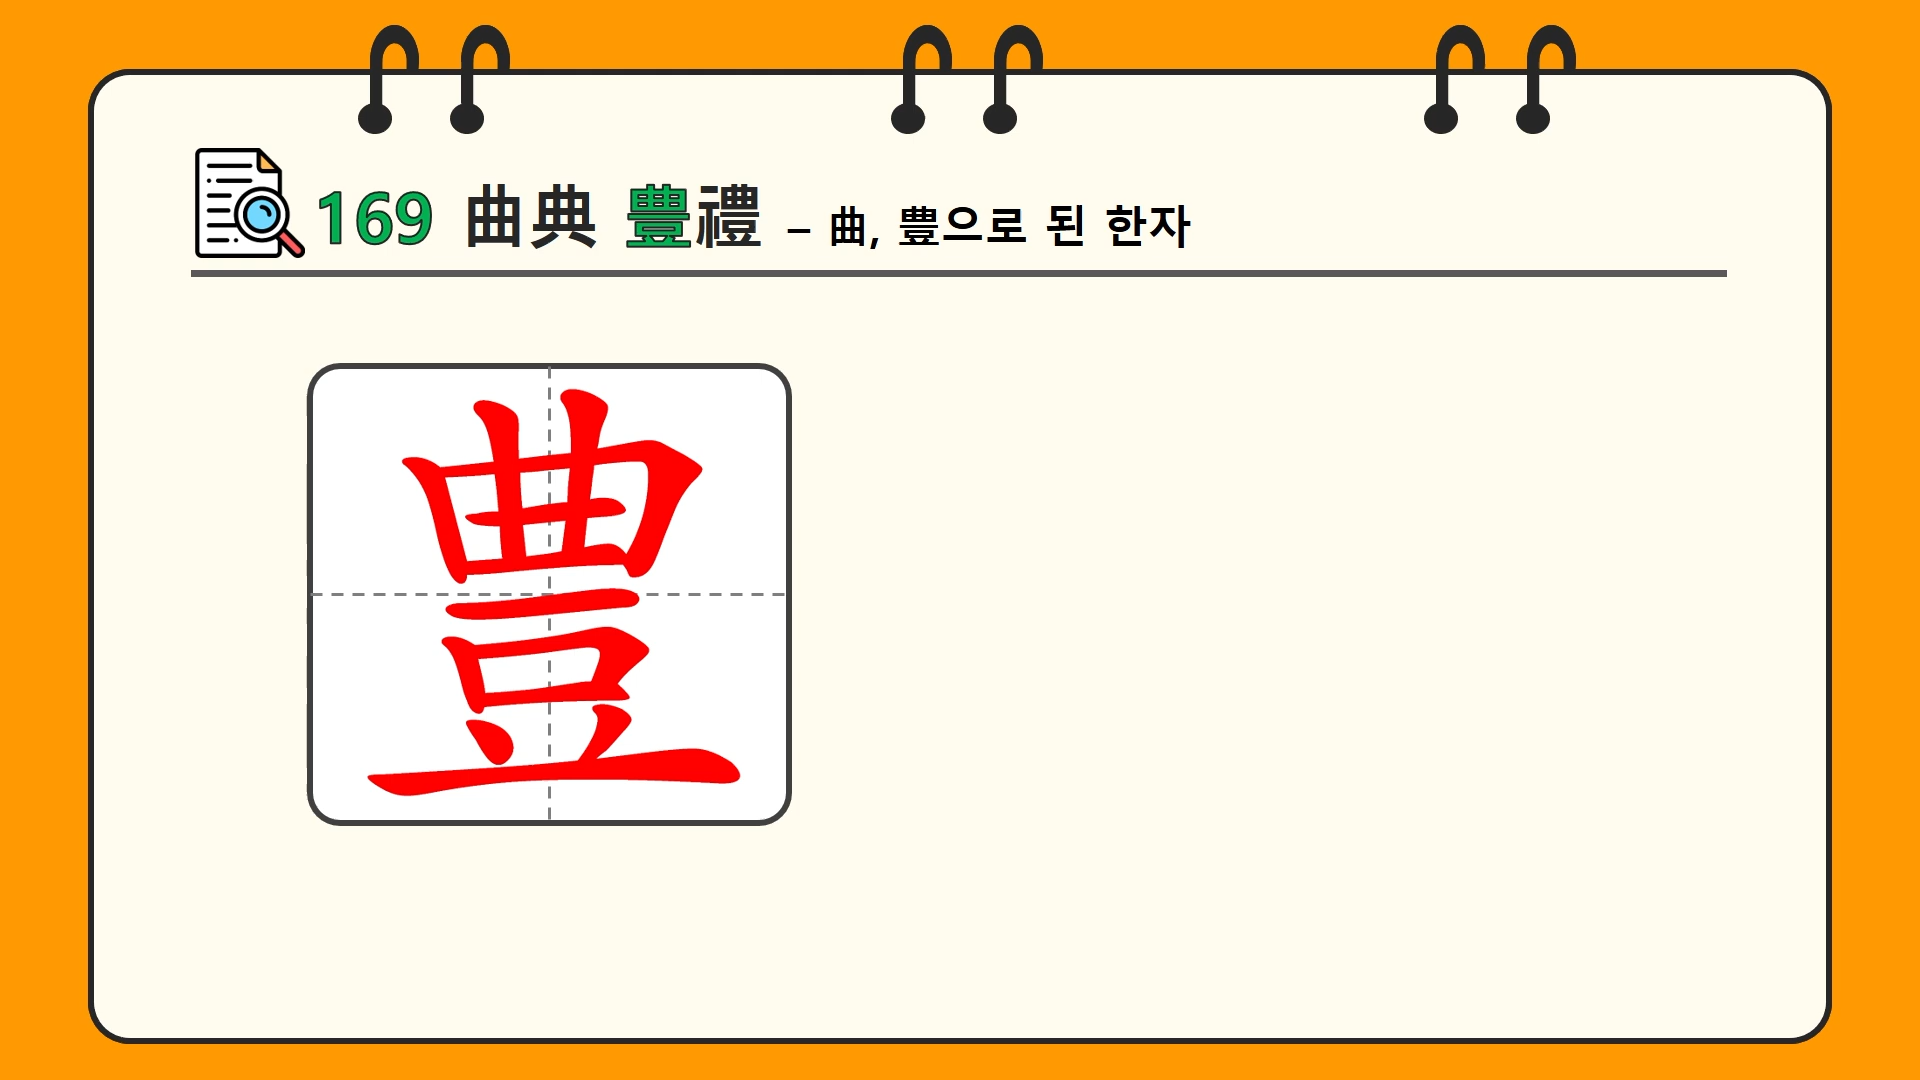 169 曲典 豊禮 – 曲, 豊으로 된 한자
豊